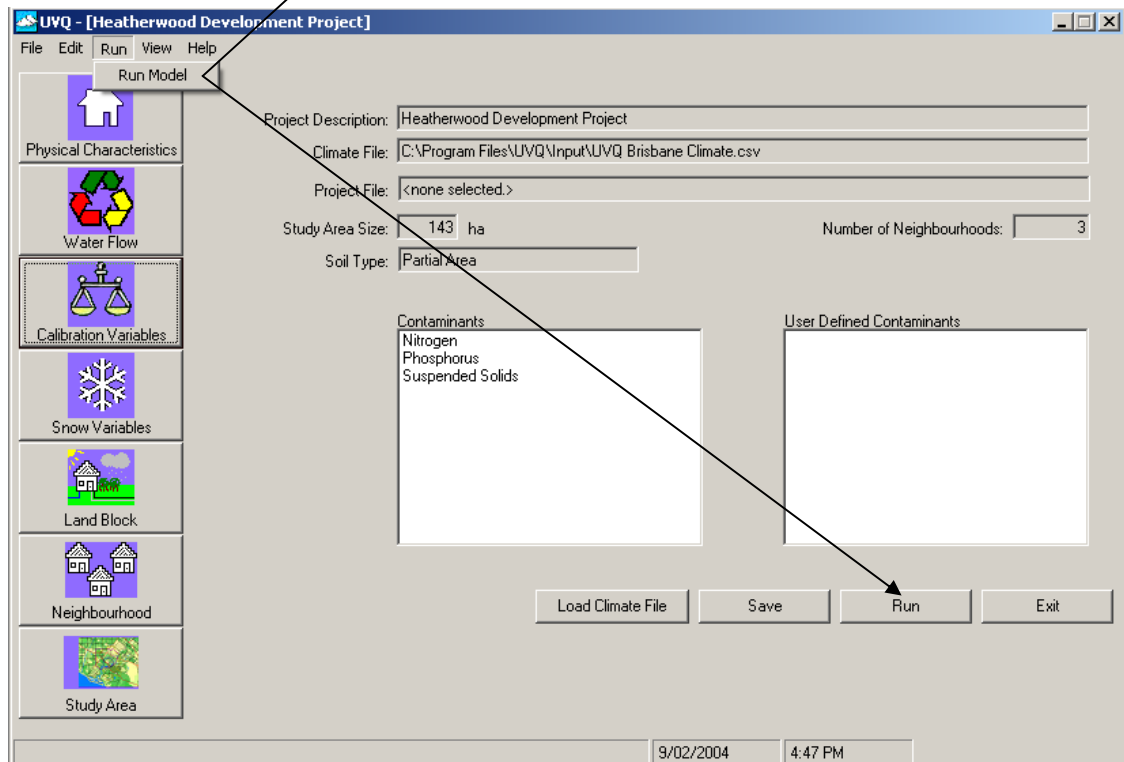 UVQ - [Heatherwood Development Project]
File Edit Run View Help
Run Model
Physical Characteristics
Water Flow
Calibration Variables
Snow Variables
Land Block
Neighbourhood
Study Area
Project Description: Heatherwood Development Project
Climate File: C:\Program Files\UVQ\Input\UVQ Brisbane Climate.csv
Project File: <none selected.>
Study Area Size: 143 ha Number of Neighbourhoods: 3
Soil Type: Partial Area
Contaminants
Nitrogen
Phosphorus
Suspended Solids
User Defined Contaminants
Load Climate File Save Run Exit
9/02/2004 4:47 PM